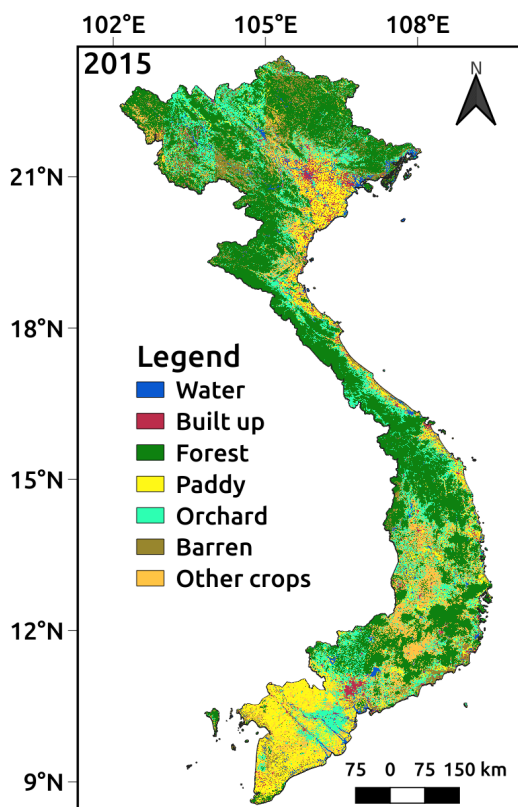 102°E 105°E 108°E
2015
N
21°N
18°N
Legend
Water
Built up
Forest
Paddy
Orchard
Barren
Other crops
15°N
12°N
9°N
75 0 75 150 km